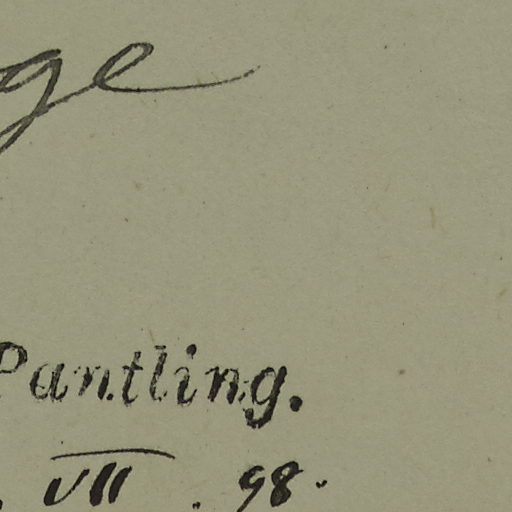 ge
Pantling.
. VII . 98.